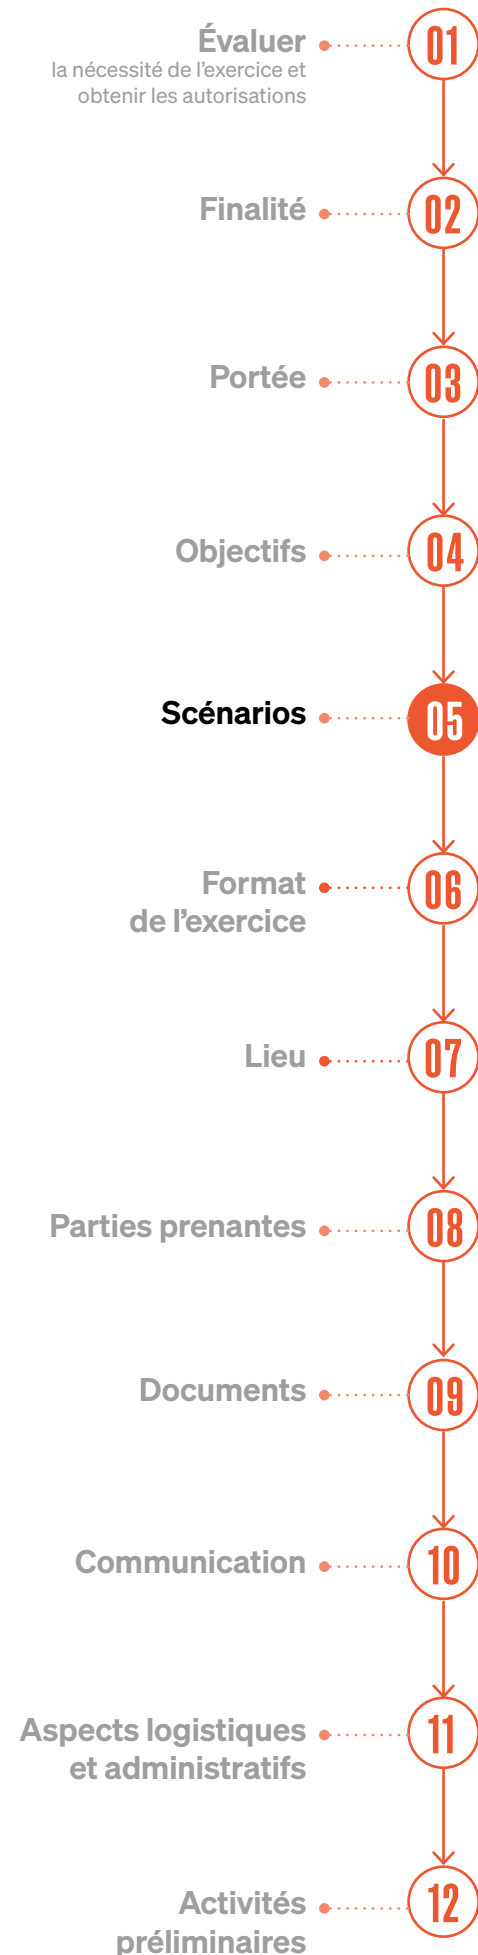 Évaluer
01
la nécessité de l’exercice et
obtenir les autorisations
Finalité
02
Portée
03
Objectifs
04
Scénarios
05
Format
06
de l’exercice
Lieu
07
Parties prenantes
08
Documents
09
Communication
10
Aspects logistiques
11
et administratifs
Activités
12
préliminaires